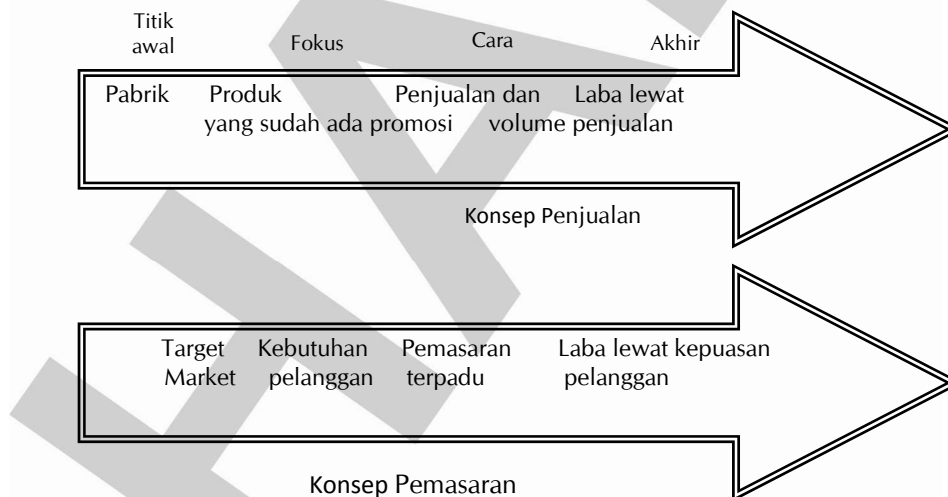 Titik
awal Fokus Cara Akhir
Pabrik Produk Penjualan dan Laba lewat
yang sudah ada promosi volume penjualan
Konsep Penjualan
Target Kebutuhan Pemasaran Laba lewat kepuasan
Market pelanggan terpadu pelanggan
Konsep Pemasaran